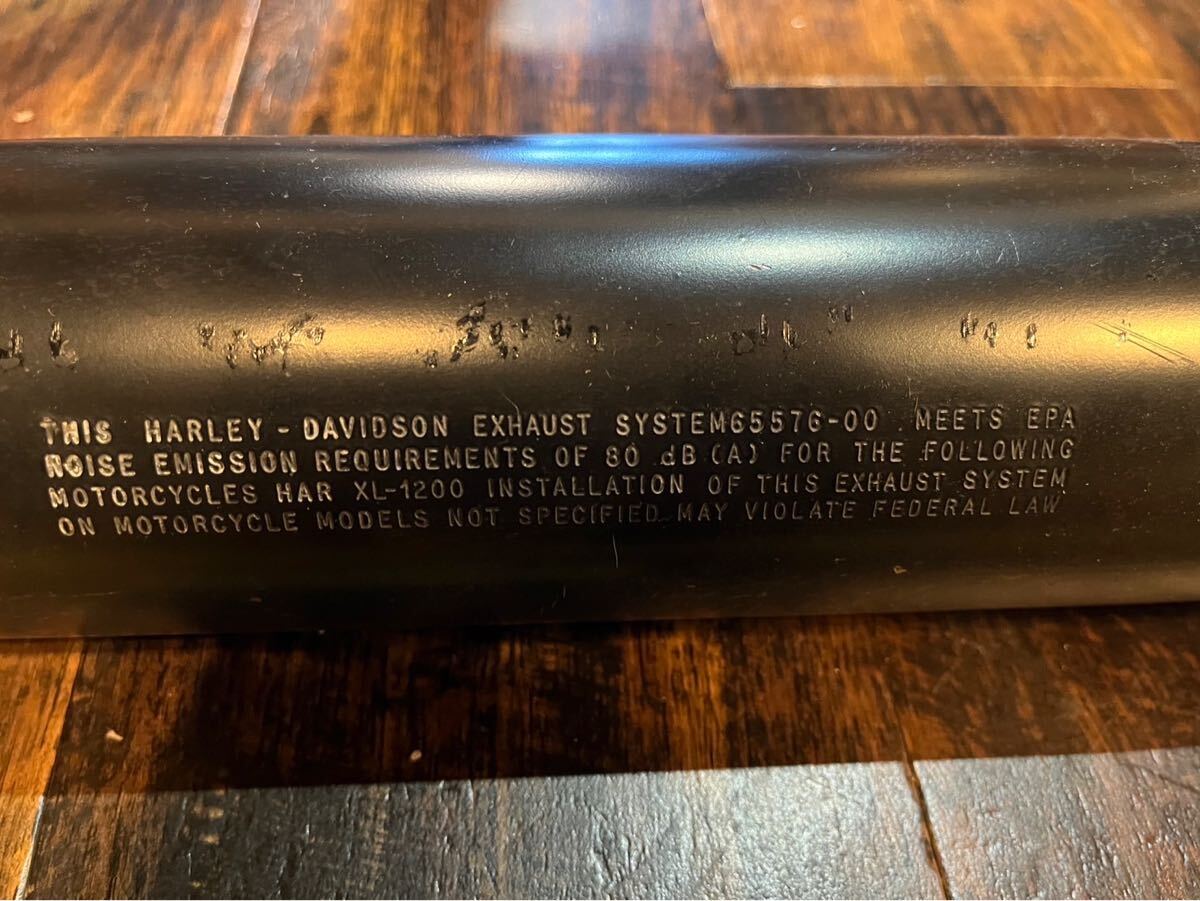 THIS HARLEY-DAVIDSON EXHAUST SYSTEM65576-00 MEETS EPA
NOISE EMISSION REQUIREMENTS OF 80 dB (A) FOR THE FOLLOWING
MOTORCYCLES HAR XL-1200 INSTALLATION OF THIS EXHAUST SYSTEM
ON MOTORCYCLE MODELS NOT SPECIFIED MAY VIOLATE FEDERAL LAW